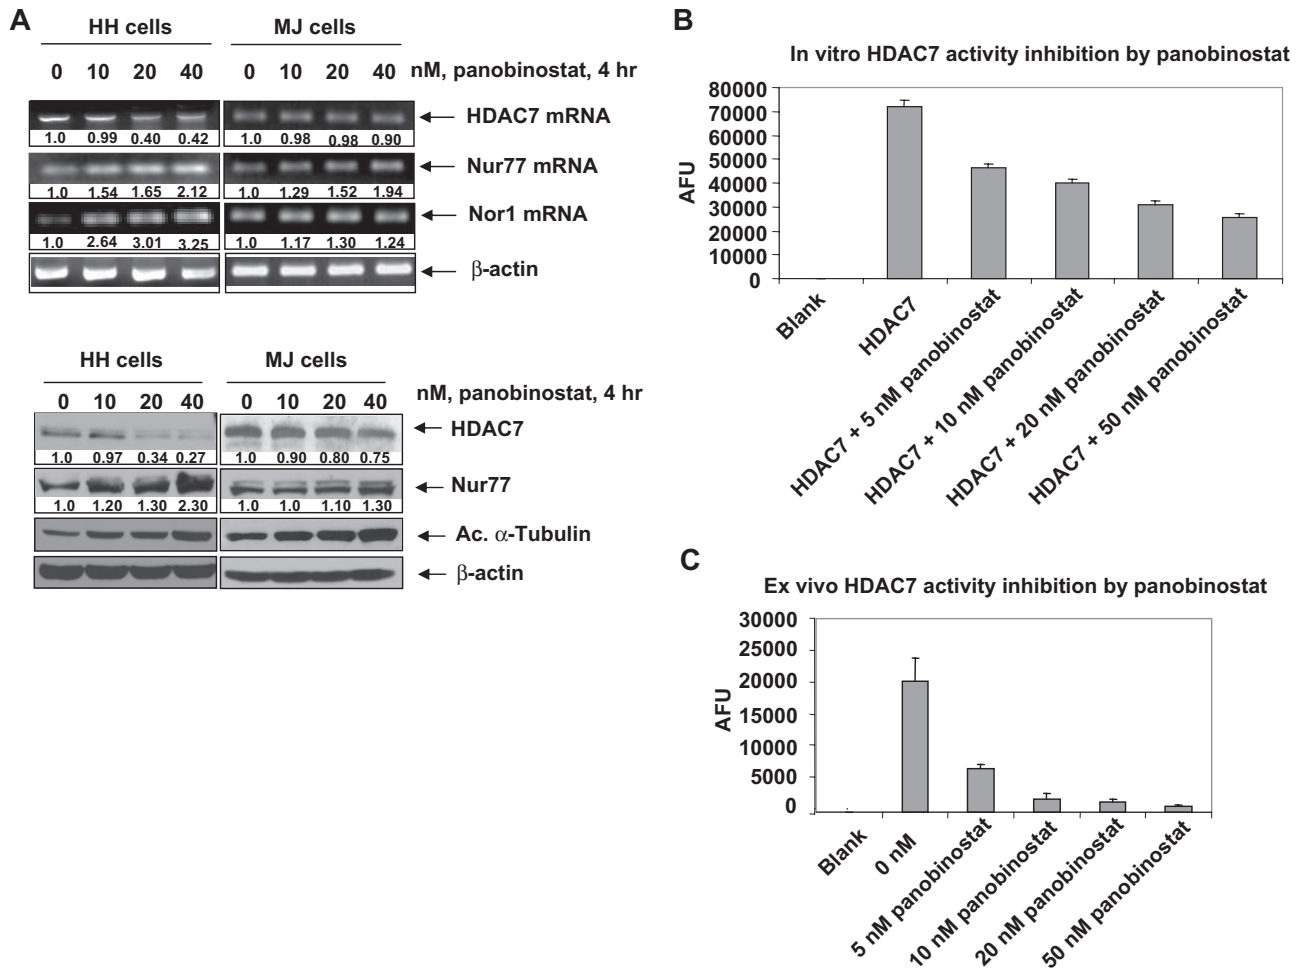 A
HH cells MJ cells
0 10 20 40 0 10 20 40 nM, panobinostat, 4 hr
HDAC7 mRNA
1.0 0.99 0.40 0.42 1.0 0.98 0.98 0.90
Nur77 mRNA
1.0 1.54 1.65 2.12 1.0 1.29 1.52 1.94
Nor1 mRNA
1.0 2.64 3.01 3.25 1.0 1.17 1.30 1.24
β-actin
HH cells MJ cells
0 10 20 40 0 10 20 40 nM, panobinostat, 4 hr
HDAC7
1.0 0.97 0.34 0.27 1.0 0.90 0.80 0.75
Nur77
1.0 1.20 1.30 2.30 1.0 1.0 1.10 1.30
Ac. α-Tubulin
β-actin
B
In vitro HDAC7 activity inhibition by panobinostat
AFU
80000
70000
60000
50000
40000
30000
20000
10000
0
Blank
HDAC7
HDAC7 + 5 nM panobinostat
HDAC7 + 10 nM panobinostat
HDAC7 + 20 nM panobinostat
HDAC7 + 50 nM panobinostat
C
Ex vivo HDAC7 activity inhibition by panobinostat
AFU
30000
25000
20000
15000
10000
5000
0
Blank
0 nM
5 nM panobinostat
10 nM panobinostat
20 nM panobinostat
50 nM panobinostat